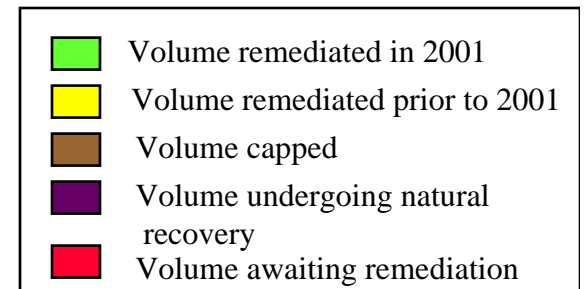 Volume remediated in 2001
Volume remediated prior to 2001
Volume capped
Volume undergoing natural
recovery
Volume awaiting remediation